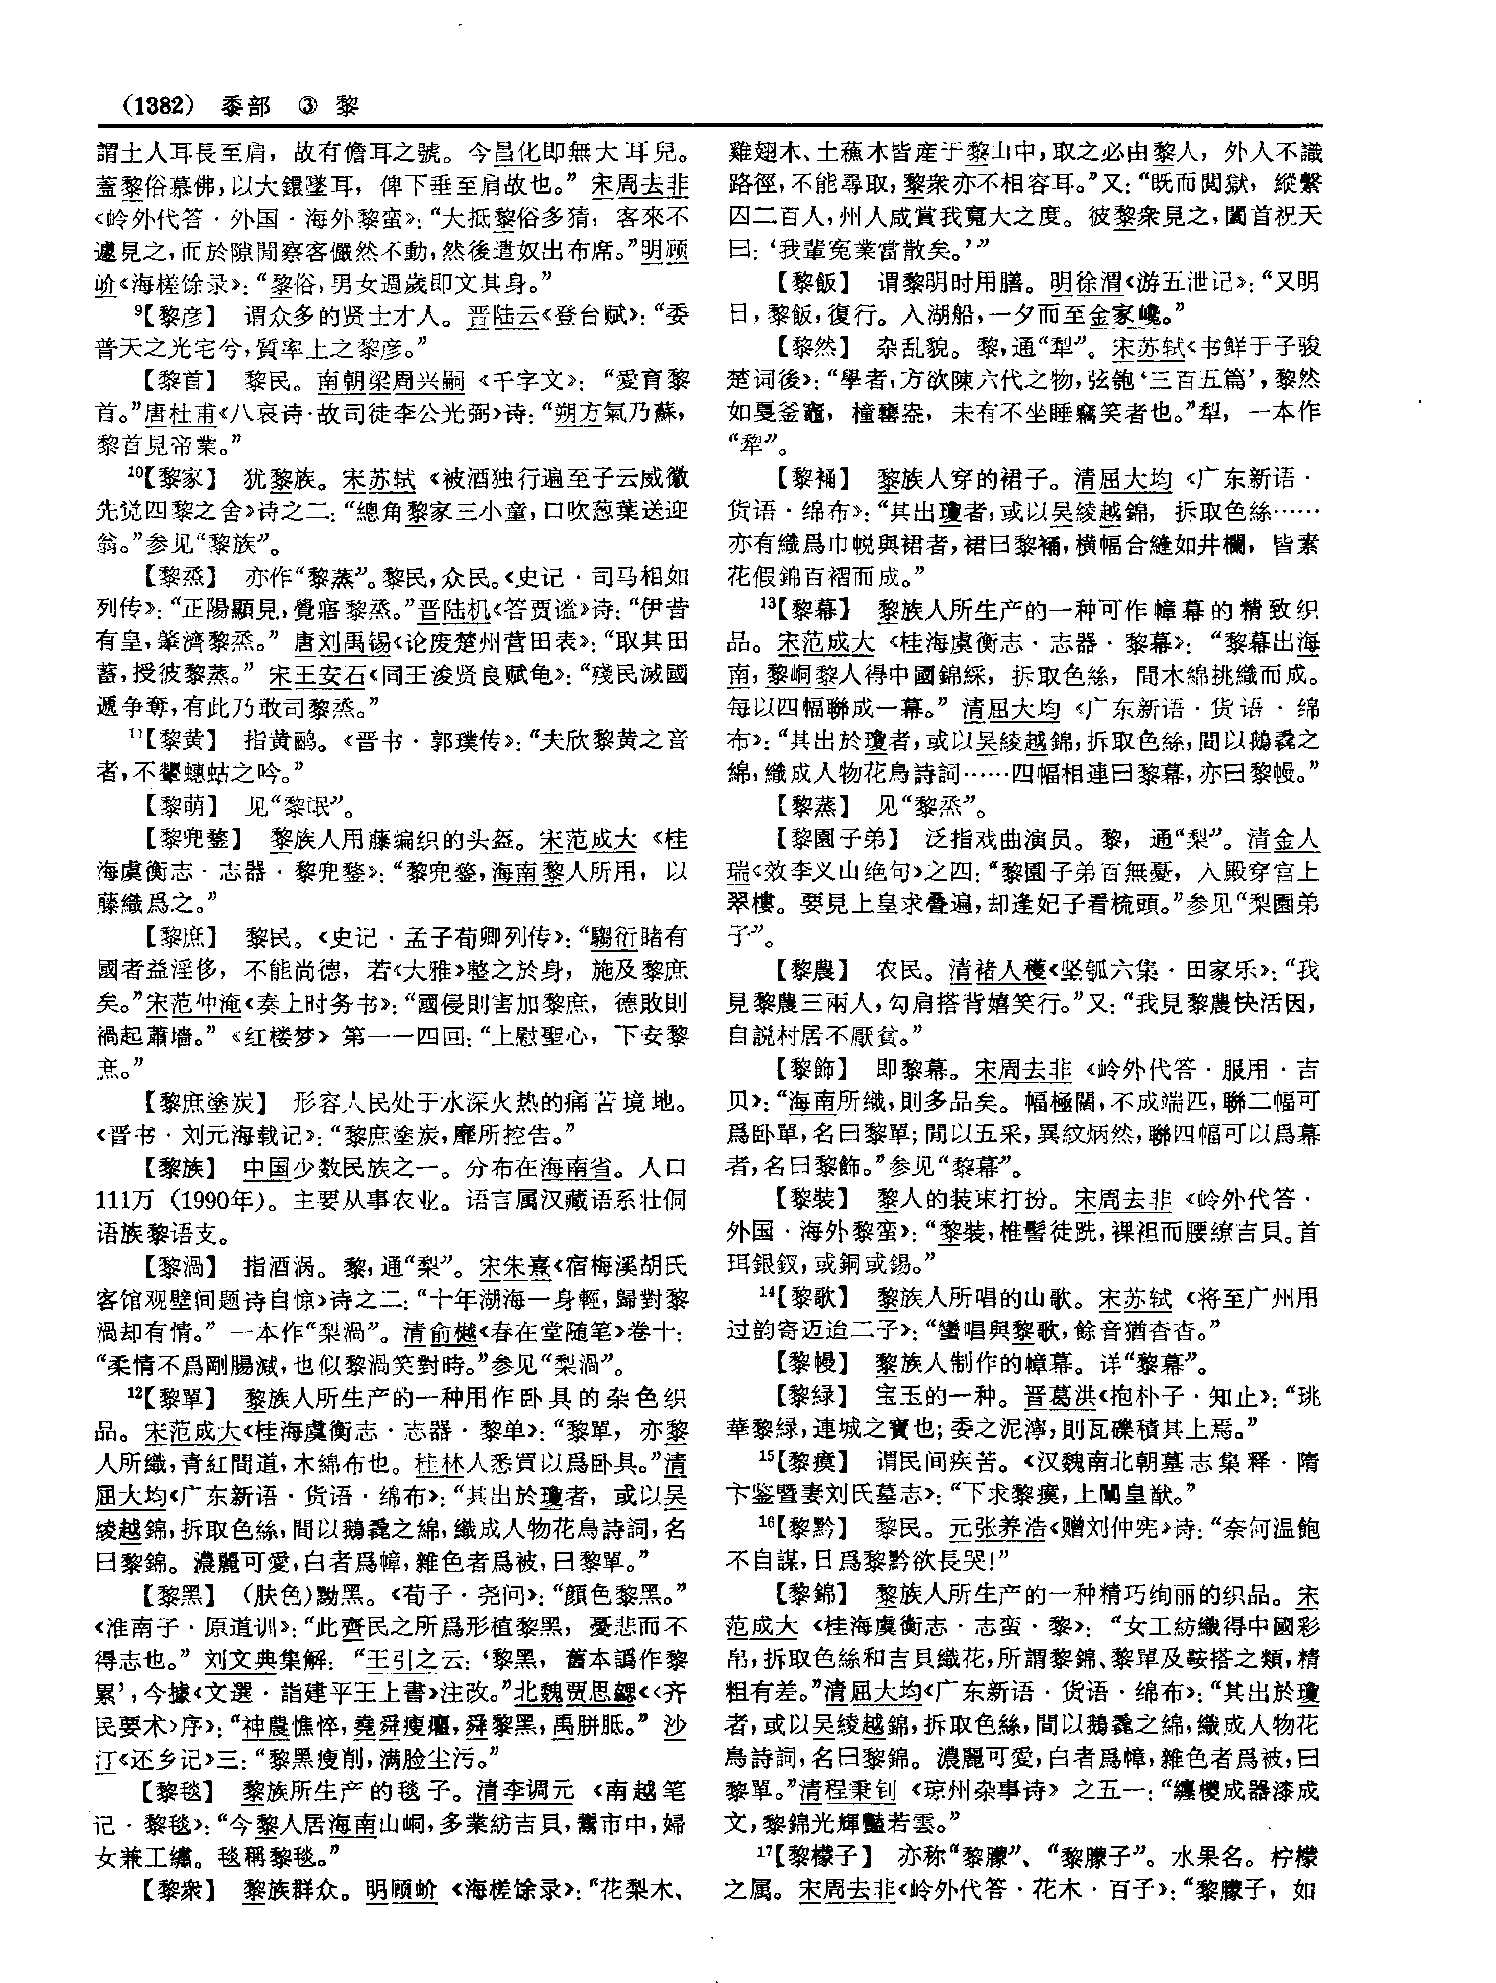 (1382) 黍部 ③ 黎
謂土人耳長至肩，故有儋耳之號。今昌化即無大耳兒。
蓋黎俗慕佛，以大鐶墜耳，俾下垂至肩故也。”宋周去非
《岭外代答·外国·海外黎蛮》：“大抵黎俗多猜，客來不
遽見之，而於隙間察客儼然不動，然後遣奴出布席。”明顾
岕《海槎馀录》：“黎俗，男女過歲即文其身。”
9【黎彦】 谓众多的贤士才人。晋陆云《登台赋》：“委
普天之光宅兮，質率土之黎彦。”
【黎首】 黎民。南朝梁周兴嗣《千字文》：“愛育黎
首。”唐杜甫《八哀诗·故司徒李公光弼》诗：“朔方氣乃蘇，
黎首見帝業。”
10【黎家】 犹黎族。宋苏轼《被酒独行遍至子云威徽
先觉四黎之舍》诗之二：“總角黎家三小童，口吹葱葉送迎
翁。”参见“黎族”。
【黎烝】 亦作“黎蒸”。黎民，众民。《史记·司马相如
列传》：“正陽顯見，覺寤黎烝。”晋陆机《答贾谧》诗：“伊昔
有皇，肇濟黎烝。”唐刘禹锡《论废楚州营田表》：“取其田
蓄，授彼黎蒸。”宋王安石《同王浚贤良赋龟》：“殘民滅國
遞争奪，有此乃敢司黎烝。”
11【黎黄】 指黄鹂。《晋书·郭璞传》：“夫欣黎黄之音
者，不顰蟪蛄之吟。”
【黎萌】 见“黎氓”。
【黎兜鍪】 黎族人用藤编织的头盔。宋范成大《桂
海虞衡志·志器·黎兜鍪》：“黎兜鍪，海南黎人所用，以
藤織爲之。”
【黎庶】 黎民。《史记·孟子荀卿列传》：“騶衍睹有
國者益淫侈，不能尚德，若《大雅》整之於身，施及黎庶
矣。”宋范仲淹《奏上时务书》：“國侵則害加黎庶，德敗則
禍起蕭墻。”《红楼梦》第一一四回：“上慰聖心，下安黎
庶。”
【黎庶塗炭】 形容人民处于水深火热的痛苦境地。
《晋书·刘元海载记》：“黎庶塗炭，靡所控告。”
【黎族】 中国少数民族之一。分布在海南省。人口
111万（1990年）。主要从事农业。语言属汉藏语系壮侗
语族黎语支。
【黎渦】 指酒涡。黎，通“梨”。宋朱熹《宿梅溪胡氏
客馆观壁间题诗自惊》诗之二：“十年湖海一身輕，歸對黎
渦却有情。”一本作“梨渦”。清俞樾《春在堂随笔》卷十：
“柔情不爲剛腸減，也似黎渦笑對時。”参见“梨渦”。
12【黎單】 黎族人所生产的一种用作卧具的杂色织
品。宋范成大《桂海虞衡志·志器·黎单》：“黎單，亦黎
人所織，青紅間道，木綿布也。桂林人悉買以爲卧具。”清
屈大均《广东新语·货语·绵布》：“其出於瓊者，或以吴
綾越錦，拆取色絲，間以鵝毳之綿，織成人物花鳥詩詞，名
曰黎錦。濃麗可愛，白者爲幛，雜色者爲被，曰黎單。”
【黎黑】 （肤色）黝黑。《荀子·尧问》：“顔色黎黑。”
《淮南子·原道训》：“此齊民之所爲形植黎黑，憂悲而不
得志也。”刘文典集解：“王引之云：‘黎黑，舊本譌作黎
累’，今據《文選·詣建平王上書》注改。”北魏贾思勰《〈齐
民要术〉序》：“神農憔悴，堯舜瘦癯，舜黎黑，禹胼胝。”沙
汀《还乡记》三：“黎黑瘦削，满脸尘污。”
【黎毯】 黎族所生产的毯子。清李调元《南越笔
记·黎毯》：“今黎人居海南山峒，多業紡吉貝，鬻市中，婦
女兼工繡。毯稱黎毯。”
【黎衆】 黎族群众。明顾岕《海槎馀录》：“花梨木、
雞翅木、土蘓木皆産于黎山中，取之必由黎人，外人不識
路徑，不能尋取，黎衆亦不相容耳。”又：“既而閲獄，縱繫
囚二百人，州人咸賞我寬大之度。彼黎衆見之，闔首祝天
曰：‘我輩冤業當散矣。’”
【黎飯】 谓黎明时用膳。明徐渭《游五泄记》：“又明
日，黎飯，復行。入湖船，一夕而至金家㠝。”
【黎然】 杂乱貌。黎，通“犁”。宋苏轼《书鲜于子骏
楚词後》：“學者，方欲陳六代之物，弦匏‘三百五篇’，黎然
如戛釜竈，橦甕盎，未有不坐睡竊笑者也。”犁，一本作
“犂”。
【黎裙】 黎族人穿的裙子。清屈大均《广东新语·
货语·绵布》：“其出瓊者，或以吴綾越錦，拆取色絲……
亦有織爲巾帨與裙者，裙曰黎桶，横幅合縫如井欄，皆素
花假錦百褶而成。”
13【黎幕】 黎族人所生产的一种可作幛幕的精致织
品。宋范成大《桂海虞衡志·志器·黎幕》：“黎幕出海
南，黎峒黎人得中國錦綵，拆取色絲，間木綿挑織而成。
每以四幅聯成一幕。”清屈大均《广东新语·货语·绵
布》：“其出於瓊者，或以吴綾越錦，拆取色絲，間以鵝毳之
綿，織成人物花鳥詩詞……四幅相連曰黎幕，亦曰黎幔。”
【黎蒸】 见“黎烝”。
【黎園子弟】 泛指戏曲演员。黎，通“梨”。清金人
瑞《效李义山绝句》之四：“黎園子弟百無憂，入殿穿宫上
翠樓。要見上皇求疊遍，却逢妃子看梳頭。”参见“梨園弟
子”。
【黎農】 农民。清褚人穫《坚瓠六集·田家乐》：“我
見黎農三兩人，勾肩搭背嬉笑行。”又：“我見黎農快活因，
自説村居不厭貧。”
【黎飾】 即黎幕。宋周去非《岭外代答·服用·吉
贝》：“海南所織，則多品矣。幅極闊，不成端匹，聯二幅可
爲卧單，名曰黎單；間以五采，異紋炳然，聯四幅可以爲幕
者，名曰黎飾。”参见“黎幕”。
【黎裝】 黎人的装束打扮。宋周去非《岭外代答·
外国·海外黎蛮》：“黎裝，椎髻徒跣，裸袒而腰繚吉貝。首
珥銀釵，或銅或錫。”
14【黎歌】 黎族人所唱的山歌。宋苏轼《将至广州用
过韵寄迈迨二子》：“蠻唱與黎歌，餘音猶杳杳。”
【黎幔】 黎族人制作的幛幕。详“黎幕”。
【黎緑】 宝玉的一种。晋葛洪《抱朴子·知止》：“珧
華黎緑，連城之寶也；委之泥濘，則瓦礫積其上焉。”
15【黎瘼】 谓民间疾苦。《汉魏南北朝墓志集释·隋
卞鉴暨妻刘氏墓志》：“下求黎瘼，上闡皇猷。”
16【黎黔】 黎民。元张养浩《赠刘仲宪》诗：“奈何温飽
不自謀，日爲黎黔欲長哭！”
【黎錦】 黎族人所生产的一种精巧绚丽的织品。宋
范成大《桂海虞衡志·志蛮·黎》：“女工紡織得中國彩
帛，拆取色絲和吉貝織花，所謂黎錦、黎單及鞍搭之類，精
粗有差。”清屈大均《广东新语·货语·绵布》：“其出於瓊
者，或以吴綾越錦，拆取色絲，間以鵝毳之綿，織成人物花
鳥詩詞，名曰黎錦。濃麗可愛，白者爲幛，雜色者爲被，曰
黎單。”清程秉钊《琼州杂事诗》之五一：“纏椶成器漆成
文，黎錦光輝豔若雲。”
17【黎檬子】 亦称“黎朦”、“黎朦子”。水果名。柠檬
之属。宋周去非《岭外代答·花木·百子》：“黎朦子，如